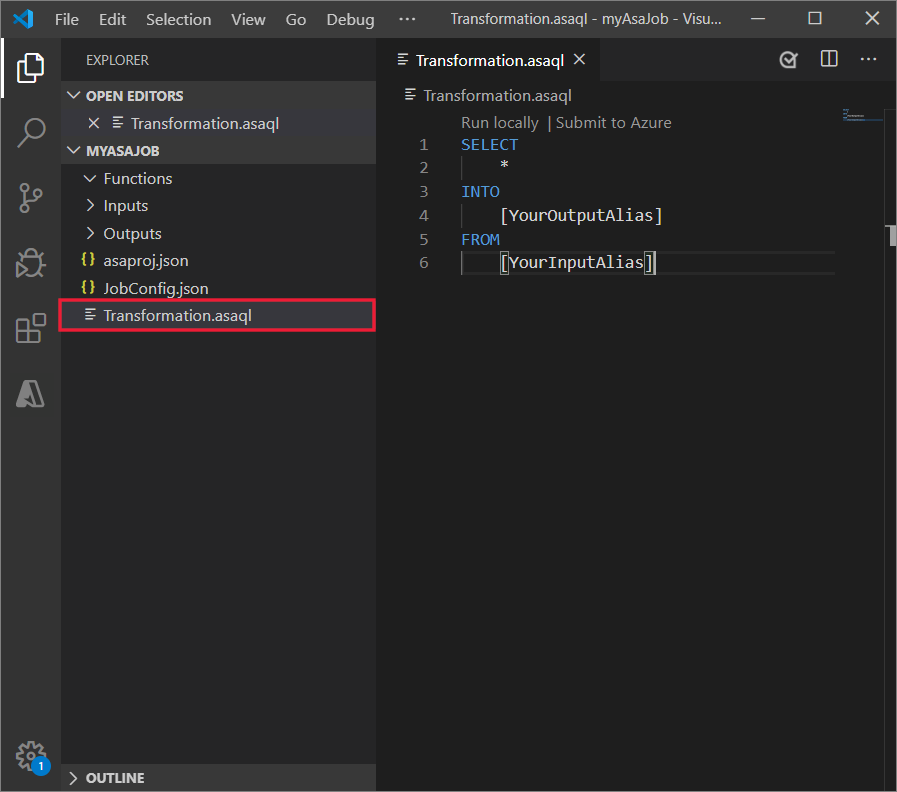 File Edit Selection View Go Debug ··· Transformation.asaql - myAsaJob - Visu...
EXPLORER
OPEN EDITORS
Transformation.asaql
MYASAJOB
Functions
Inputs
Outputs
{} asaproj.json
{} JobConfig.json
Transformation.asaql
OUTLINE
1
Transformation.asaql
Transformation.asaql
Run locally | Submit to Azure
1 SELECT
2 *
3 INTO
4 [YourOutputAlias]
5 FROM
6 [YourInputAlias]